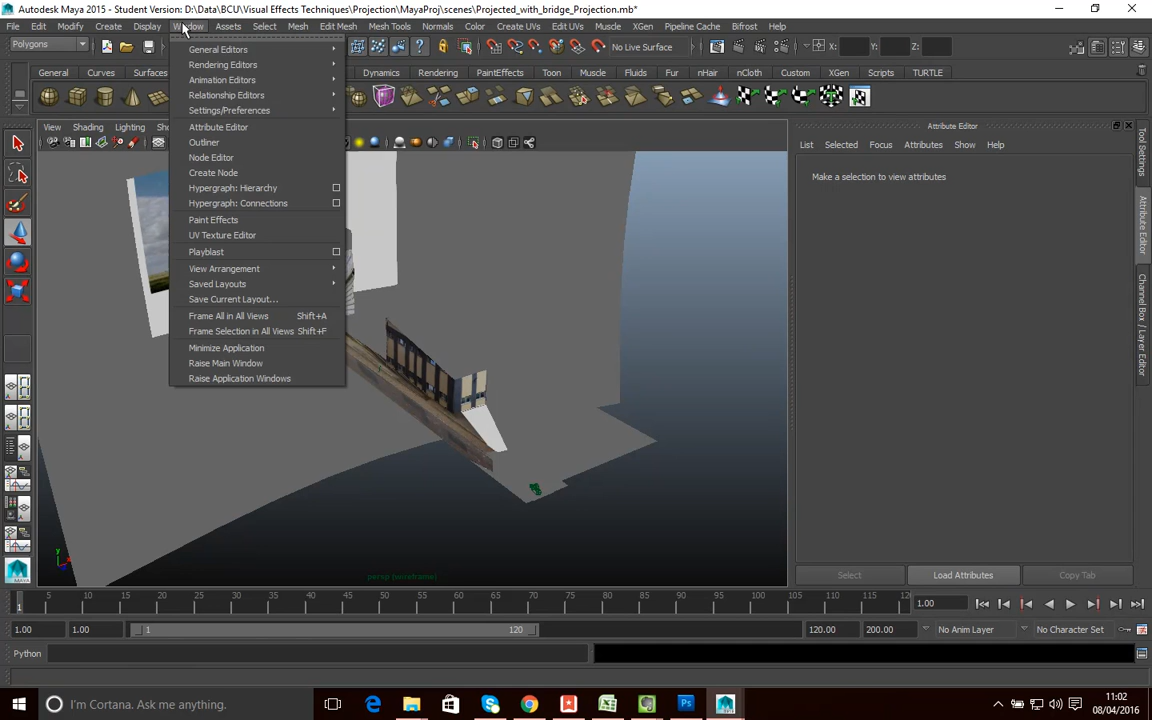 Autodesk Maya 2015 - Student Version: D:\Data\BCU\Visual Effects Techniques\Projection\MayaProj\scenes\Projected_with_bridge_Projection.mb*
File Edit Modify Create Display Window Assets Select Mesh Edit Mesh Mesh Tools Normals Color Create UVs Edit UVs Muscle XGen Pipeline Cache Bifrost Help
Polygons No Live Surface X: Y: Z:
General Curves Surfaces Dynamics Rendering PaintEffects Toon Muscle Fluids Fur nHair nCloth Custom XGen Scripts TURTLE
View Shading Lighting
General Editors
Rendering Editors
Animation Editors
Relationship Editors
Settings/Preferences
Attribute Editor
Outliner
Node Editor
Create Node
Hypergraph: Hierarchy
Hypergraph: Connections
Paint Effects
UV Texture Editor
Playblast
View Arrangement
Saved Layouts
Save Current Layout...
Frame All in All Views Shift+A
Frame Selection in All Views Shift+F
Minimize Application
Raise Main Window
Raise Application Windows
Attribute Editor
List Selected Focus Attributes Show Help
Make a selection to view attributes
Select Load Attributes Copy Tab
Tool Settings
Attribute Editor
Channel Box / Layer Editor
y
persp (wireframe)
1 5 10 15 20 25 30 35 40 45 50 55 60 65 70 75 80 85 90 95 100 105 110 115 1.00
1.00 1.00 1 120 120.00 200.00 No Anim Layer No Character Set
Python
I'm Cortana. Ask me anything.
11:02
08/04/2016